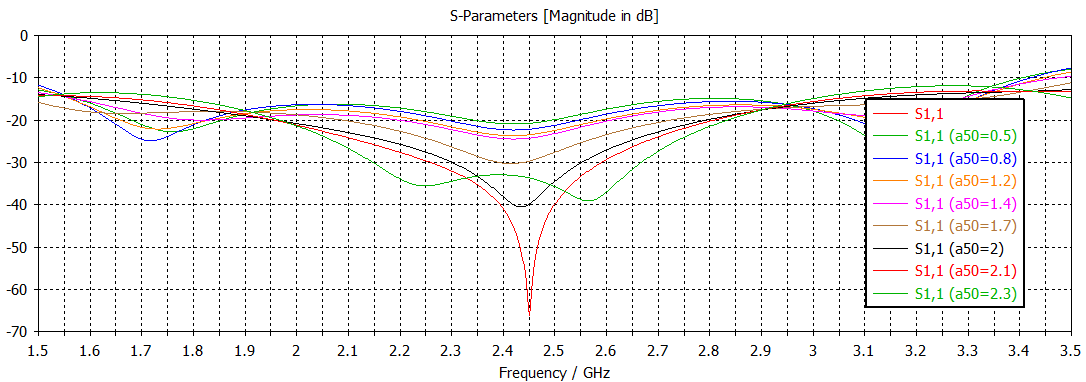 S-Parameters [Magnitude in dB]
0
-10
-20
-30
-40
-50
-60
-70
S1,1
S1,1 (a50=0.5)
S1,1 (a50=0.8)
S1,1 (a50=1.2)
S1,1 (a50=1.4)
S1,1 (a50=1.7)
S1,1 (a50=2)
S1,1 (a50=2.1)
S1,1 (a50=2.3)
1.5 1.6 1.7 1.8 1.9 2 2.1 2.2 2.3 2.4 2.5 2.6 2.7 2.8 2.9 3 3.1 3.2 3.3 3.4 3.5
Frequency / GHz